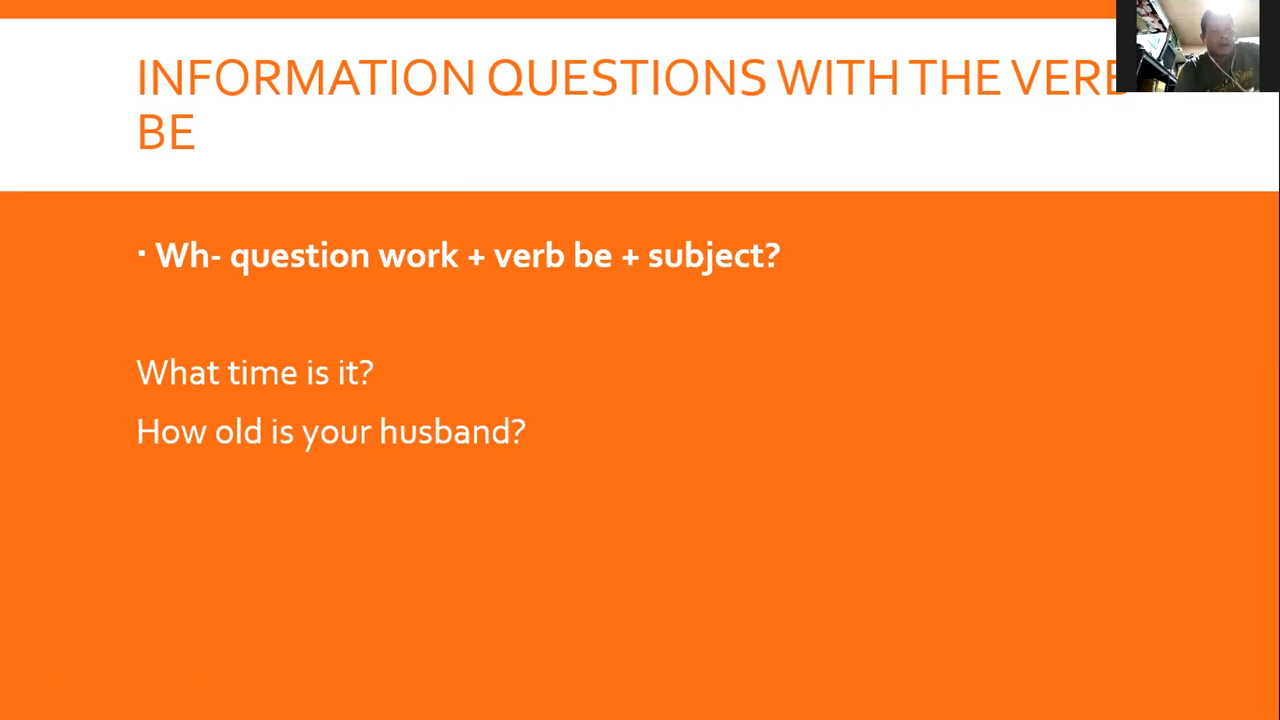 INFORMATION QUESTIONS WITH THE VERB
BE
▪ Wh- question work + verb be + subject?
What time is it?
How old is your husband?